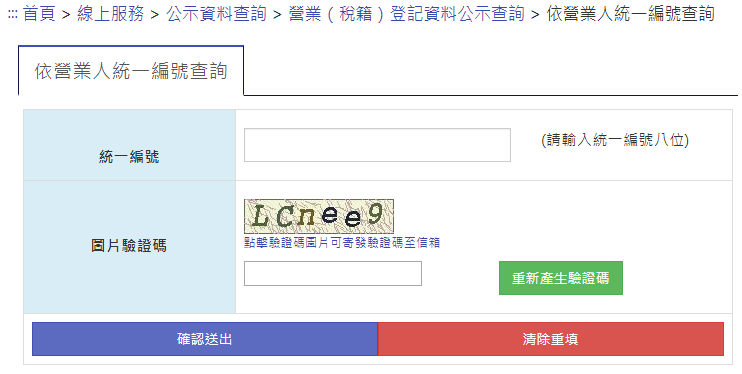 ::: 首頁 > 線上服務 > 公示資料查詢 > 營業（稅籍）登記資料公示查詢 > 依營業人統一編號查詢
依營業人統一編號查詢
統一編號
(請輸入統一編號八位)
LCnee9
圖片驗證碼
點擊驗證碼圖片可寄發驗證碼至信箱
重新產生驗證碼
確認送出
清除重填